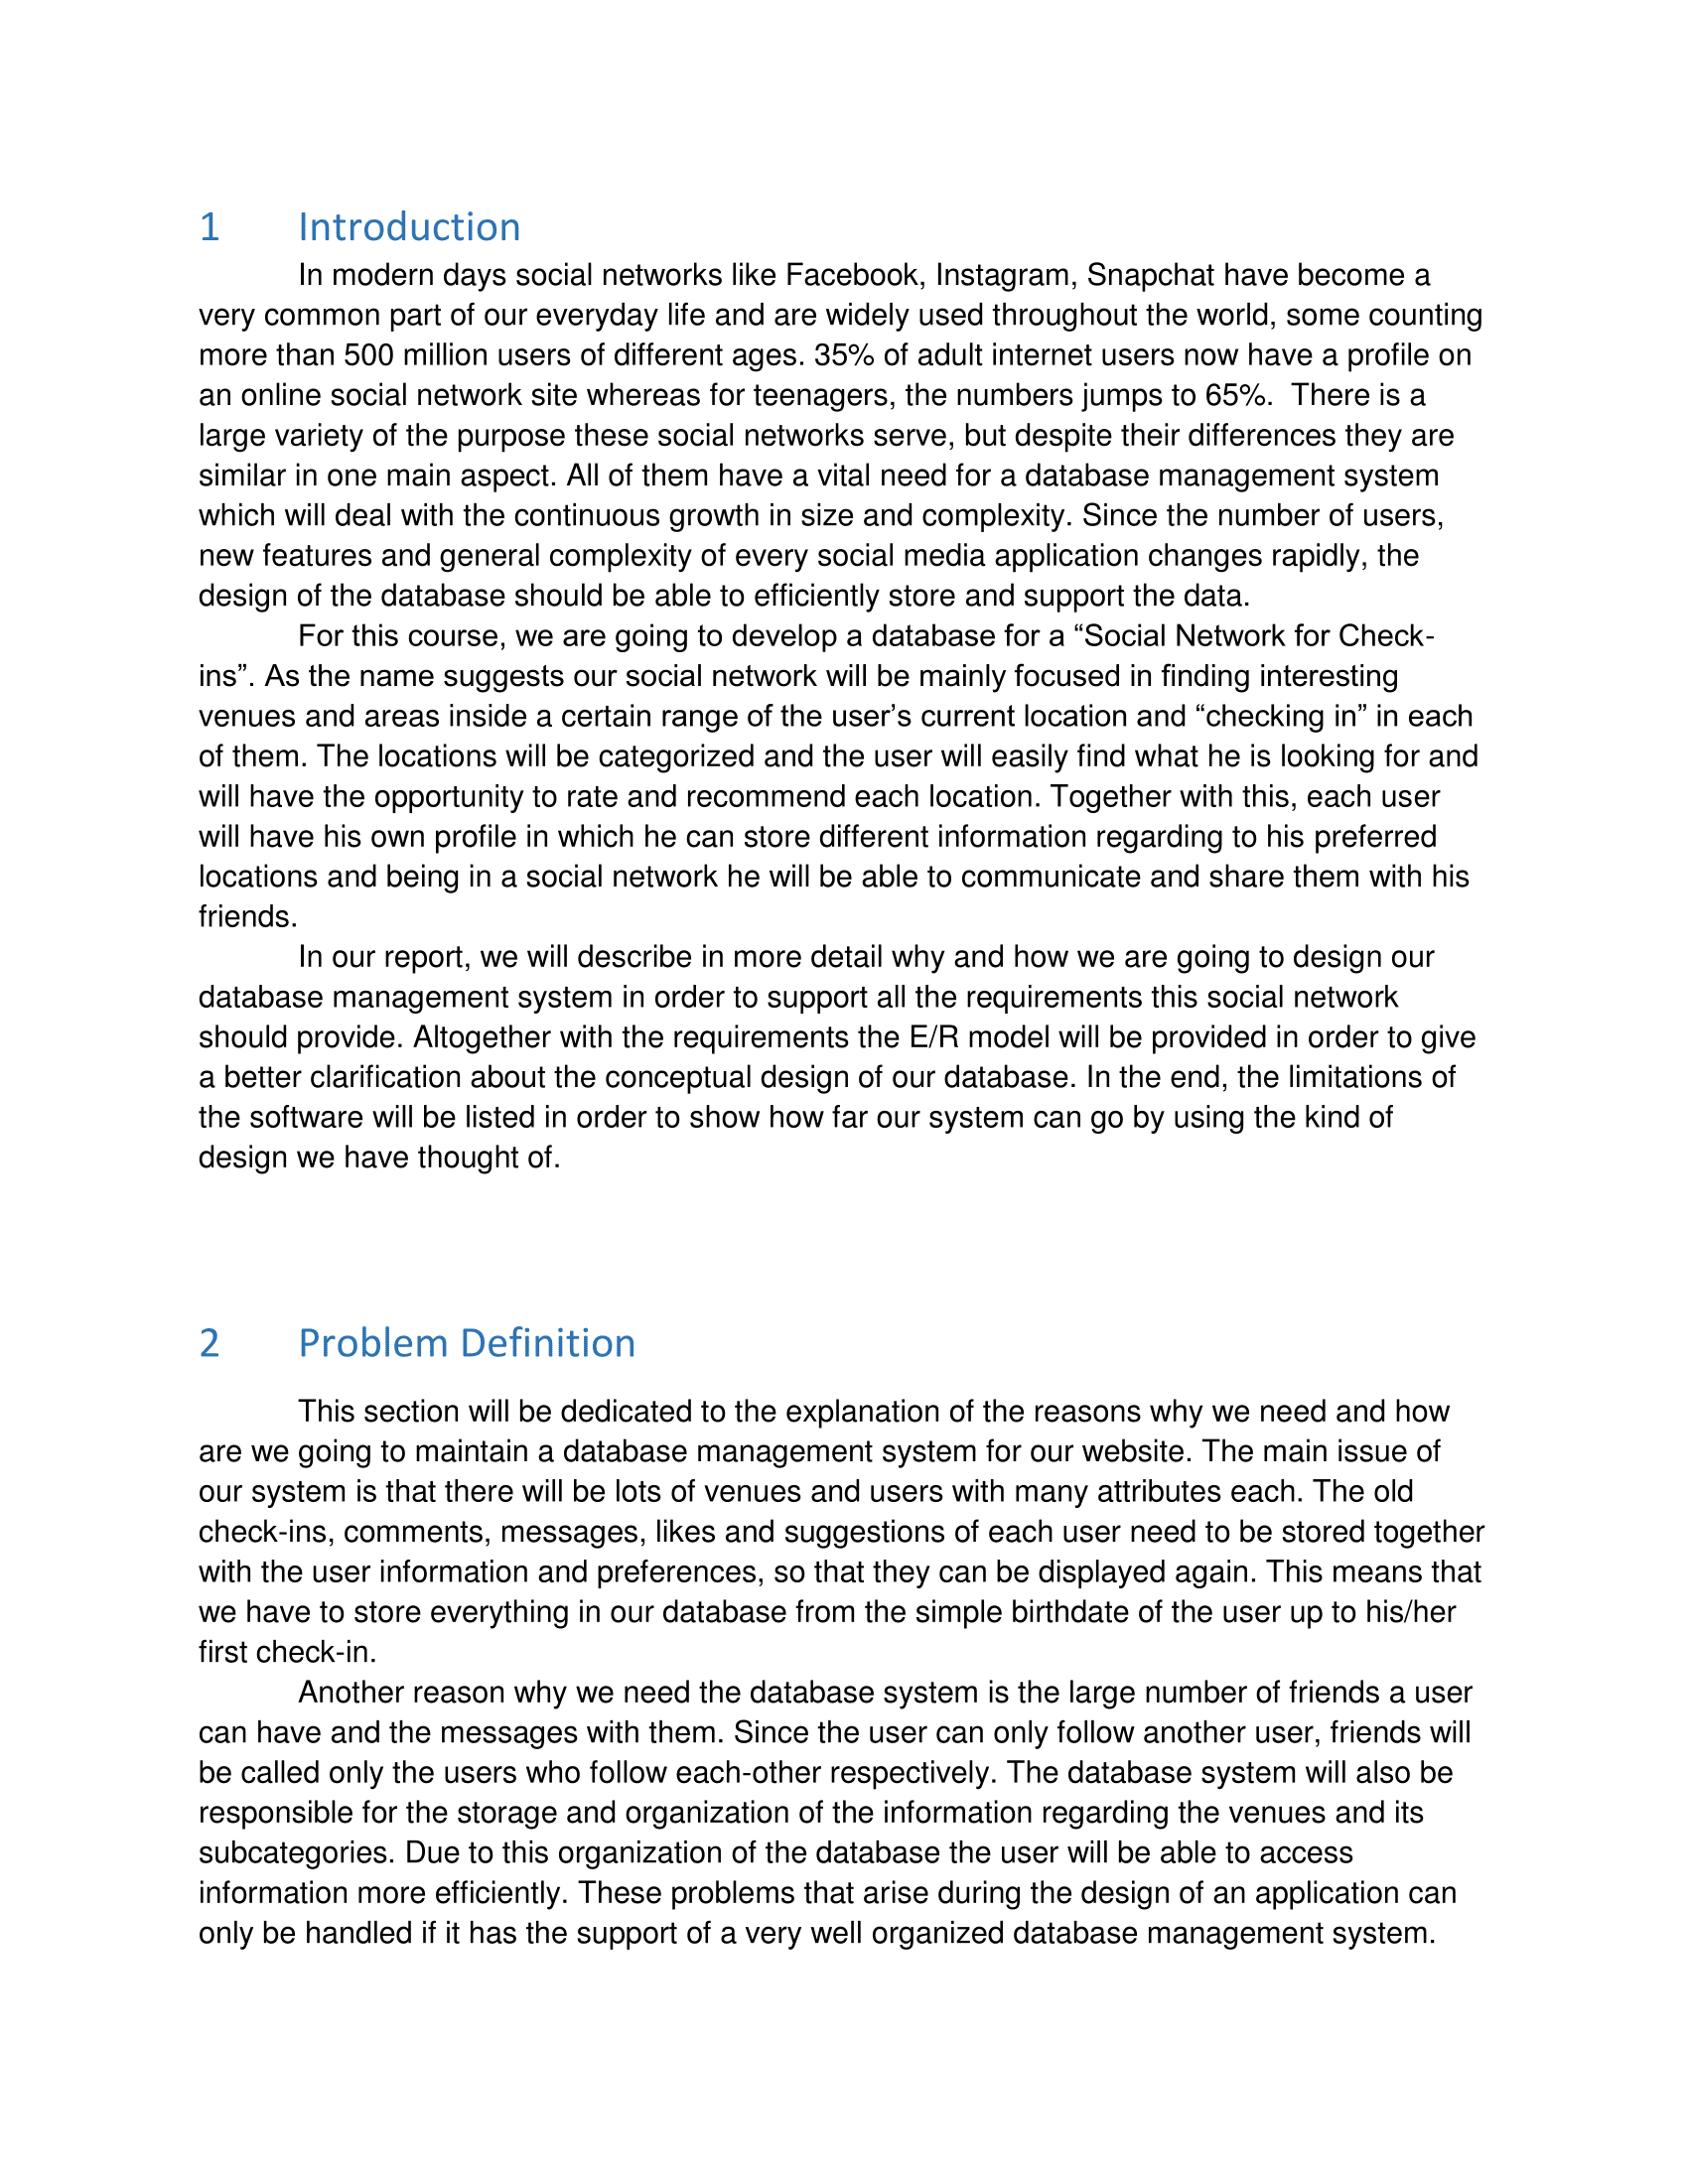 1 Introduction
In modern days social networks like Facebook, Instagram, Snapchat have become a
very common part of our everyday life and are widely used throughout the world, some counting
more than 500 million users of different ages. 35% of adult internet users now have a profile on
an online social network site whereas for teenagers, the numbers jumps to 65%.  There is a
large variety of the purpose these social networks serve, but despite their differences they are
similar in one main aspect. All of them have a vital need for a database management system
which will deal with the continuous growth in size and complexity. Since the number of users,
new features and general complexity of every social media application changes rapidly, the
design of the database should be able to efficiently store and support the data.
For this course, we are going to develop a database for a “Social Network for Check-
ins”. As the name suggests our social network will be mainly focused in finding interesting
venues and areas inside a certain range of the user’s current location and “checking in” in each
of them. The locations will be categorized and the user will easily find what he is looking for and
will have the opportunity to rate and recommend each location. Together with this, each user
will have his own profile in which he can store different information regarding to his preferred
locations and being in a social network he will be able to communicate and share them with his
friends.
In our report, we will describe in more detail why and how we are going to design our
database management system in order to support all the requirements this social network
should provide. Altogether with the requirements the E/R model will be provided in order to give
a better clarification about the conceptual design of our database. In the end, the limitations of
the software will be listed in order to show how far our system can go by using the kind of
design we have thought of.
2 Problem Definition
This section will be dedicated to the explanation of the reasons why we need and how
are we going to maintain a database management system for our website. The main issue of
our system is that there will be lots of venues and users with many attributes each. The old
check-ins, comments, messages, likes and suggestions of each user need to be stored together
with the user information and preferences, so that they can be displayed again. This means that
we have to store everything in our database from the simple birthdate of the user up to his/her
first check-in.
Another reason why we need the database system is the large number of friends a user
can have and the messages with them. Since the user can only follow another user, friends will
be called only the users who follow each-other respectively. The database system will also be
responsible for the storage and organization of the information regarding the venues and its
subcategories. Due to this organization of the database the user will be able to access
information more efficiently. These problems that arise during the design of an application can
only be handled if it has the support of a very well organized database management system.